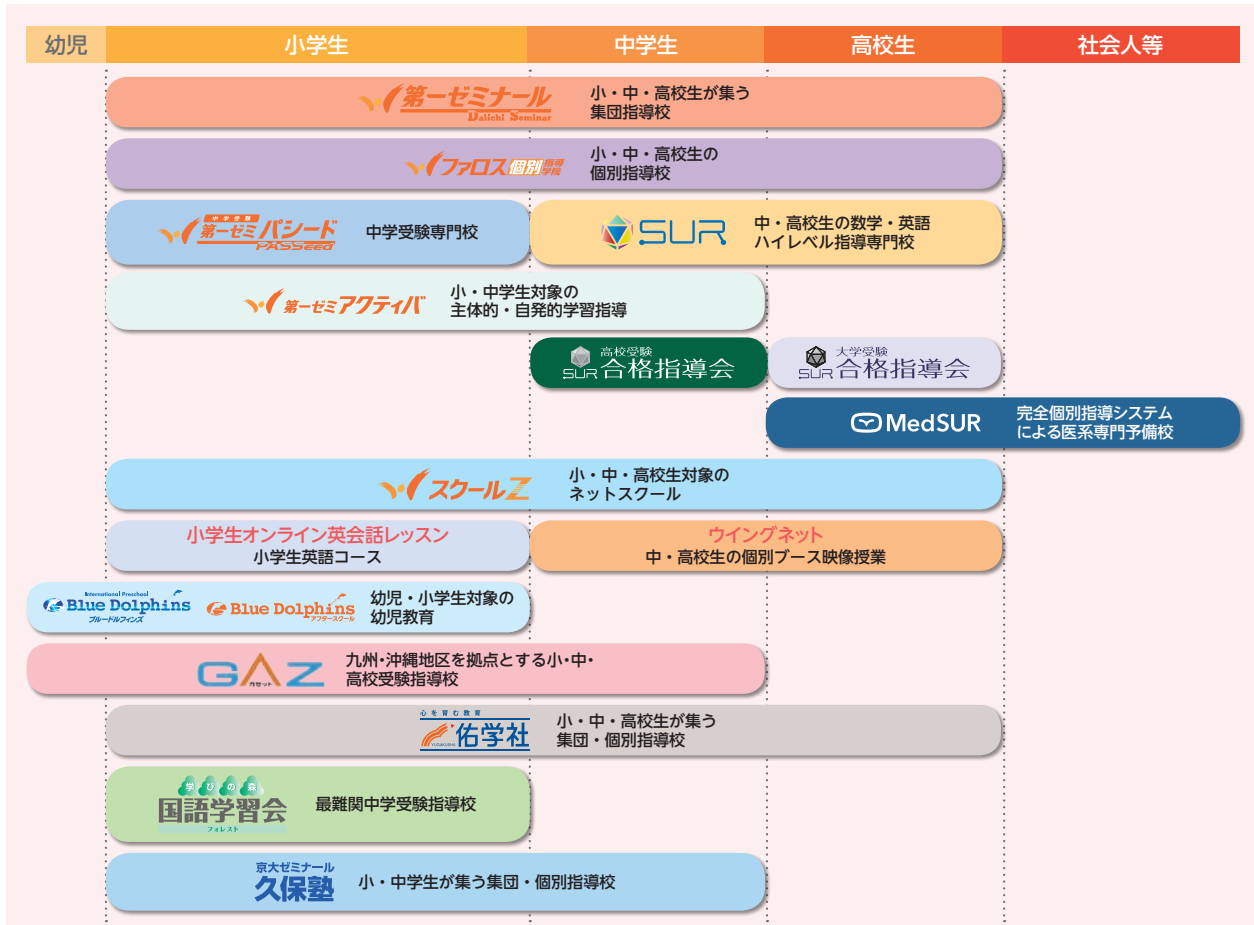 幼児
小学生
中学生
高校生
社会人等
第一ゼミナール
Daiichi Seminar
小・中・高校生が集う
集団指導校
ファロス個別指導学院
小・中・高校生の
個別指導校
中学受験
第一ゼミパシード
PASSeed
中学受験専門校
SUR
中・高校生の数学・英語
ハイレベル指導専門校
第一ゼミアクティバ
小・中学生対象の
主体的・自発的学習指導
高校受験
SUR 合格指導会
大学受験
SUR 合格指導会
MedSUR
完全個別指導システム
による医系専門予備校
スクールZ
小・中・高校生対象の
ネットスクール
小学生オンライン英会話レッスン
小学生英語コース
ウイングネット
中・高校生の個別ブース映像授業
International Preschool
Blue Dolphins
ブルードルフィンズ
Blue Dolphins
アフタースクール
幼児・小学生対象の
幼児教育
GAZ
ガゼット
九州・沖縄地区を拠点とする小・中・
高校受験指導校
心を育む教育
佑学社
YUGAKUSHA
小・中・高校生が集う
集団・個別指導校
学びの森
国語学習会
フォレスト
最難関中学受験指導校
京大ゼミナール
久保塾
小・中学生が集う集団・個別指導校